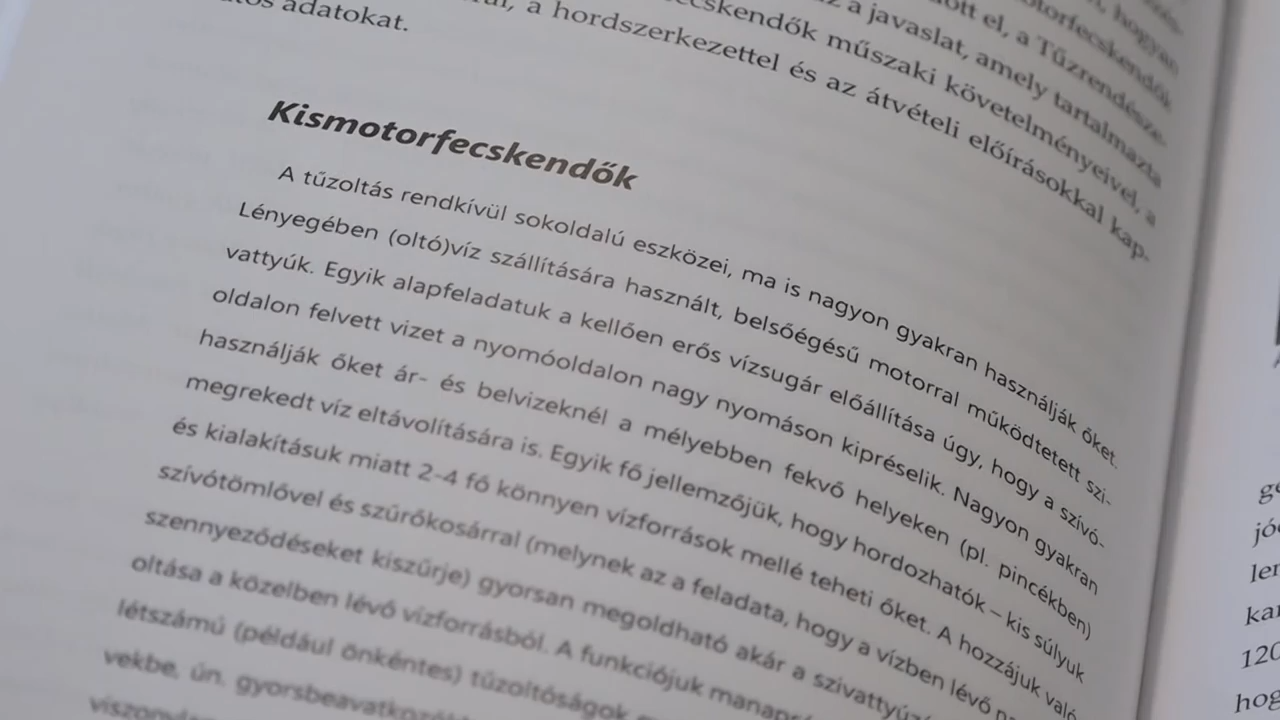 ött el, a Tűzrendésze-
az a javaslat, amely tartalmazta
műszaki követelményeivel, a
a hordszerkezettel és az átvételi előírásokkal kap-
adatokat.
Kismotorfecskendők
A tűzoltás rendkívül sokoldalú eszközei, ma is nagyon gyakran használják őket.
Lényegében (oltó)víz szállítására használt, belsőégésű motorral működtetett szi-
vattyúk. Egyik alapfeladatuk a kellően erős vízsugár előállítása úgy, hogy a szívó-
oldalon felvett vizet a nyomóoldalon nagy nyomáson kipréselik. Nagyon gyakran
használják őket ár- és belvizeknél a mélyebben fekvő helyeken (pl. pincékben)
megrekedt víz eltávolítására is. Egyik fő jellemzőjük, hogy hordozhatók – kis súlyuk
és kialakításuk miatt 2-4 fő könnyen vízforrások mellé teheti őket. A hozzájuk való
szívótömlővel és szűrőkosárral (melynek az a feladata, hogy a vízben lévő
szennyeződéseket kiszűrje) gyorsan megoldható akár a
oltása a közelben lévő vízforrásból. A funkciójuk
létszámú (például önkéntes) tűzoltóságok
vekbe, ún.
120